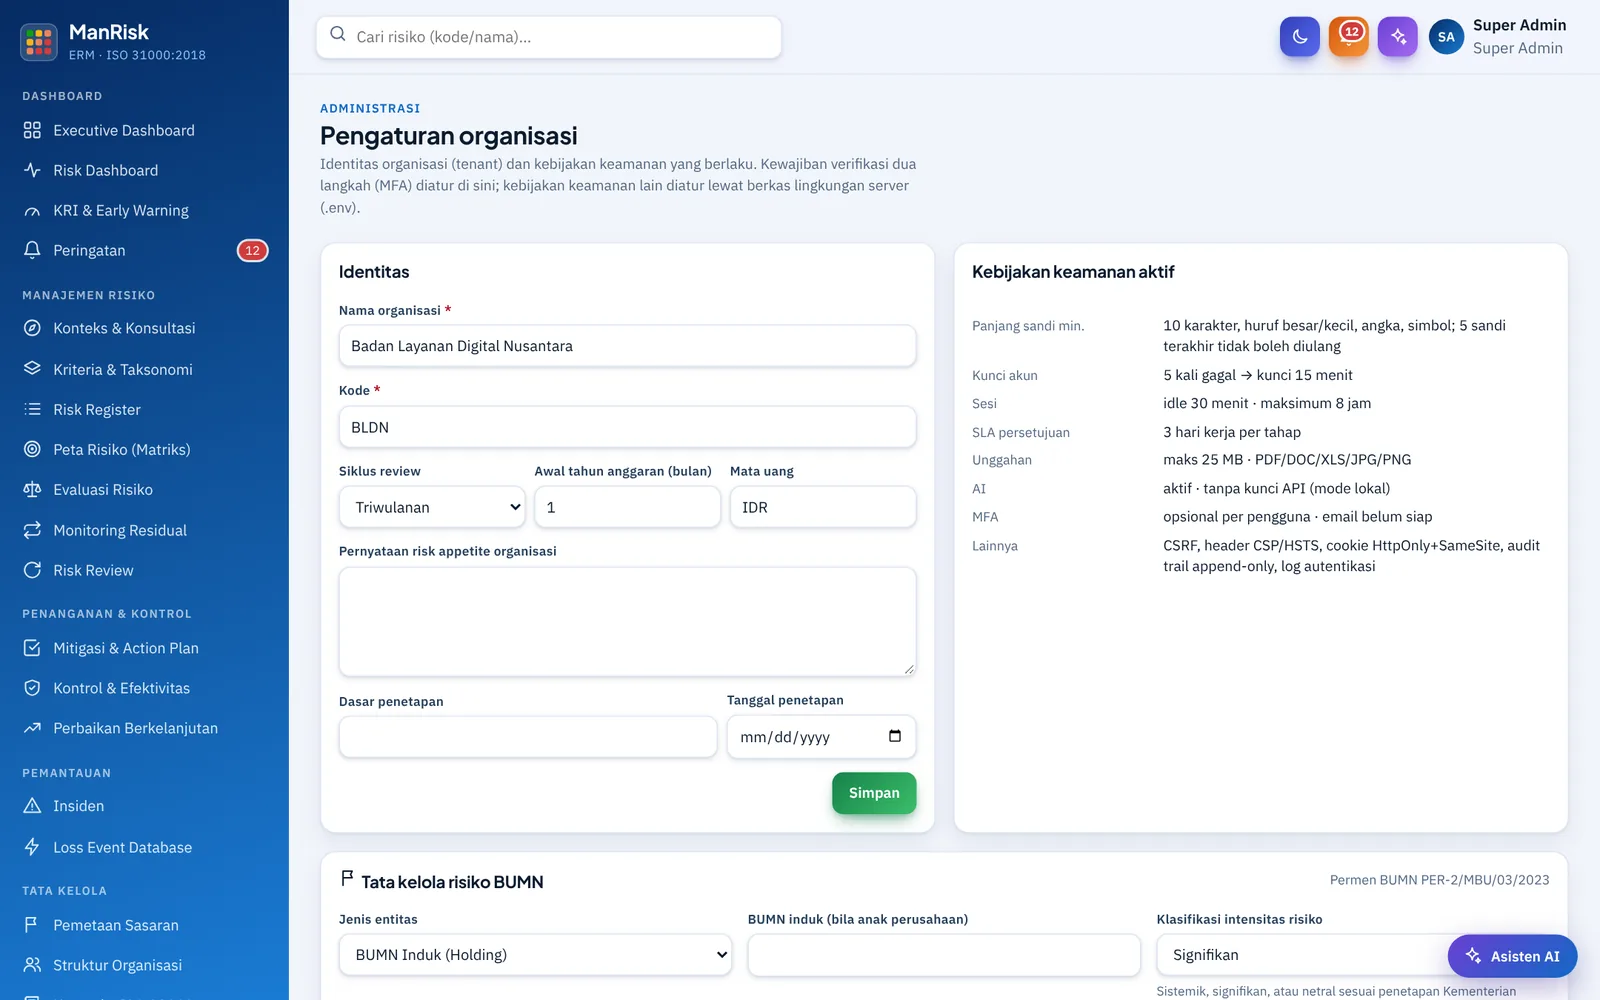 ManRisk
ERM · ISO 31000:2018
DASHBOARD
Executive Dashboard
Risk Dashboard
KRI & Early Warning
Peringatan
12
MANAJEMEN RISIKO
Konteks & Konsultasi
Kriteria & Taksonomi
Risk Register
Peta Risiko (Matriks)
Evaluasi Risiko
Monitoring Residual
Risk Review
PENANGANAN & KONTROL
Mitigasi & Action Plan
Kontrol & Efektivitas
Perbaikan Berkelanjutan
PEMANTAUAN
Insiden
Loss Event Database
TATA KELOLA
Pemetaan Sasaran
Struktur Organisasi
Cari risiko (kode/nama)...
12
SA
Super Admin
Super Admin
ADMINISTRASI
Pengaturan organisasi
Identitas organisasi (tenant) dan kebijakan keamanan yang berlaku. Kewajiban verifikasi dua
langkah (MFA) diatur di sini; kebijakan keamanan lain diatur lewat berkas lingkungan server
(.env).
Identitas
Nama organisasi *
Badan Layanan Digital Nusantara
Kode *
BLDN
Siklus review
Awal tahun anggaran (bulan)
Mata uang
Triwulanan
1
IDR
Pernyataan risk appetite organisasi
Dasar penetapan
Tanggal penetapan
mm/dd/yyyy
Simpan
Kebijakan keamanan aktif
Panjang sandi min.
10 karakter, huruf besar/kecil, angka, simbol; 5 sandi
terakhir tidak boleh diulang
Kunci akun
5 kali gagal → kunci 15 menit
Sesi
idle 30 menit · maksimum 8 jam
SLA persetujuan
3 hari kerja per tahap
Unggahan
maks 25 MB · PDF/DOC/XLS/JPG/PNG
AI
aktif · tanpa kunci API (mode lokal)
MFA
opsional per pengguna · email belum siap
Lainnya
CSRF, header CSP/HSTS, cookie HttpOnly+SameSite, audit
trail append-only, log autentikasi
Tata kelola risiko BUMN
Permen BUMN PER-2/MBU/03/2023
Jenis entitas
BUMN induk (bila anak perusahaan)
Klasifikasi intensitas risiko
BUMN Induk (Holding)
Signifikan
Asisten AI
Sistemik, signifikan, atau netral sesuai penetapan Kementerian